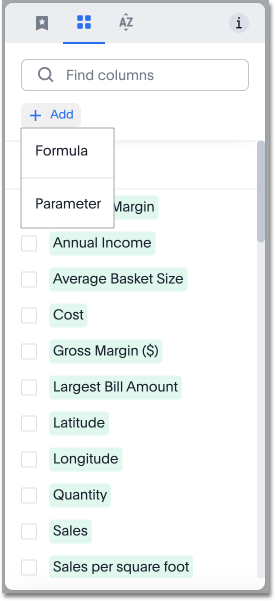 AZ
i
Find columns
+ Add
Formula
Parameter
Margin
Annual Income
Average Basket Size
Cost
Gross Margin ($)
Largest Bill Amount
Latitude
Longitude
Quantity
Sales
Sales per square foot